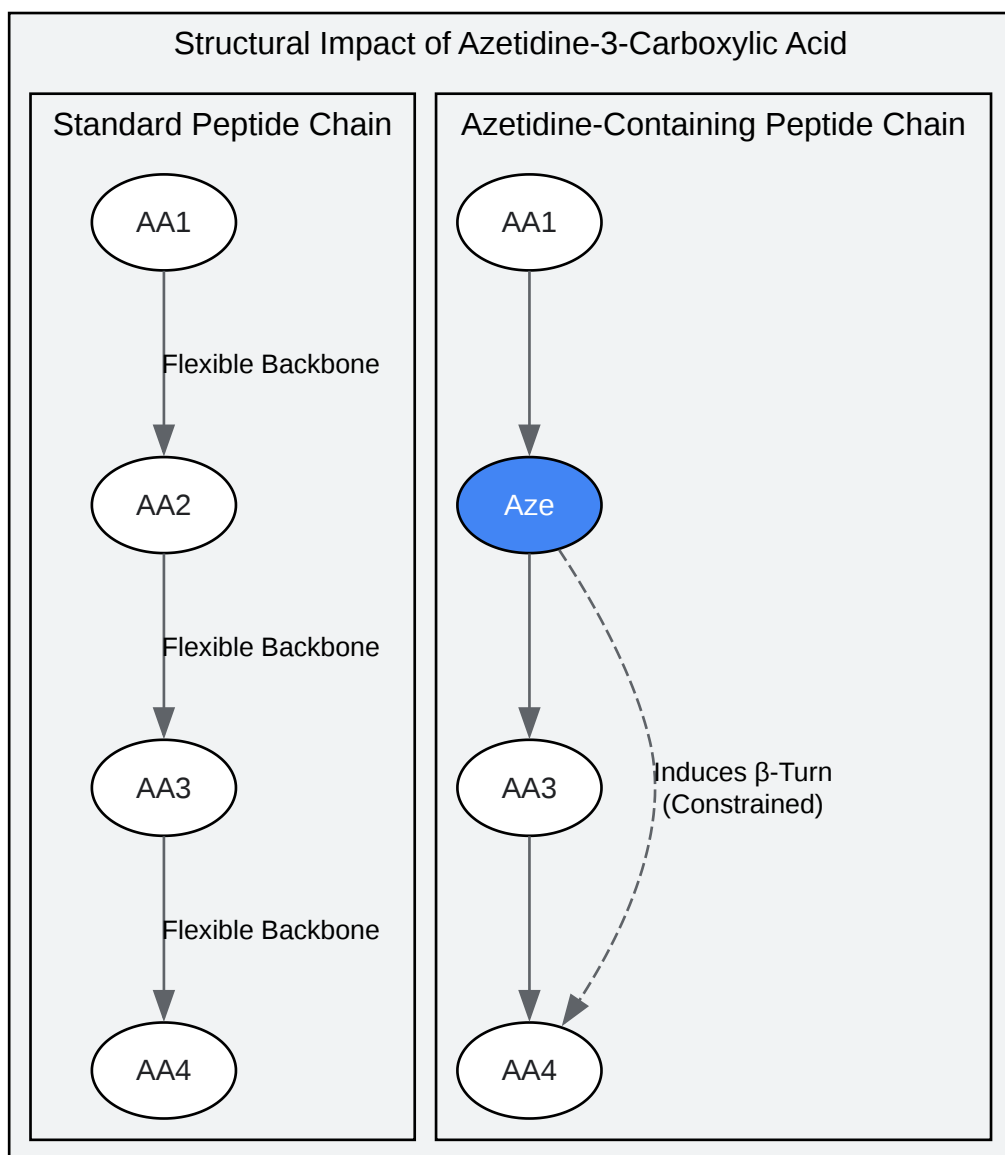 Structural Impact of Azetidine-3-Carboxylic Acid
Standard Peptide Chain
AA1
Flexible Backbone
AA2
Flexible Backbone
AA3
Flexible Backbone
AA4
Azetidine-Containing Peptide Chain
AA1
Aze
AA3
Induces β-Turn
(Constrained)
AA4